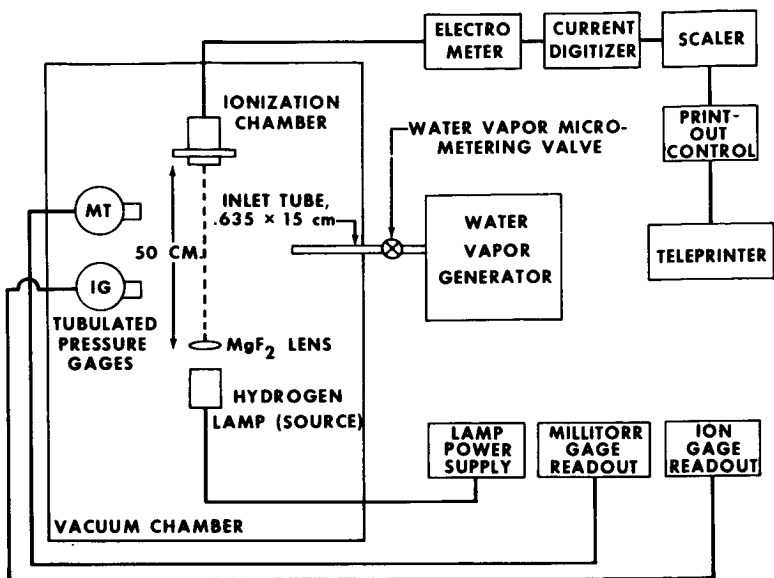 ELECTRO
METER
CURRENT
DIGITIZER
SCALER
IONIZATION
CHAMBER
WATER VAPOR MICRO-
METERING VALVE
PRINT-
OUT
CONTROL
MT
INLET TUBE,
.635 × 15 cm
WATER
VAPOR
GENERATOR
TELEPRINTER
50 CM.
IG
TUBULATED
PRESSURE
GAGES
MgF2 LENS
HYDROGEN
LAMP (SOURCE)
LAMP
POWER
SUPPLY
MILLITORR
GAGE
READOUT
ION
GAGE
READOUT
VACUUM CHAMBER